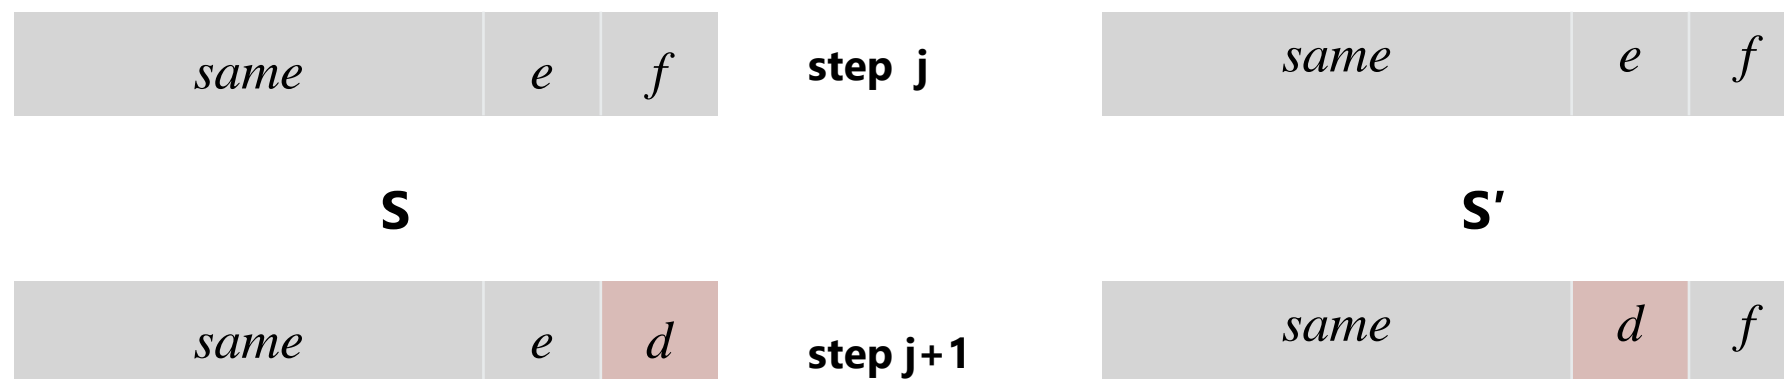 same e f step j same e f
S S′
same e d step j+1 same d f